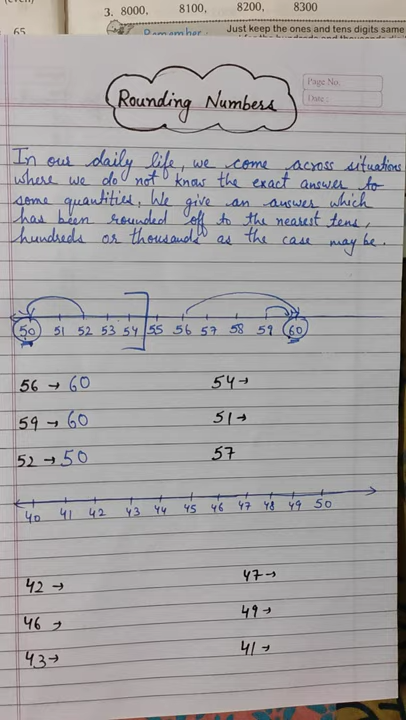 3. 8000, 8100, 8200, 8300
65
Remember: Just keep the ones and tens digits same
Page No.
Date:
Rounding Numbers
In our daily life, we come across situations
where we do not know the exact answer to
some quantities. We give an answer which
has been rounded off to the nearest tens,
hundreds or thousands as the case may be.
50 51 52 53 54 55 56 57 58 59 60
56 → 60 54 →
59 → 60 51 →
52 → 50 57
40 41 42 43 44 45 46 47 48 49 50
42 → 47 →
46 → 49 →
43 → 41 →